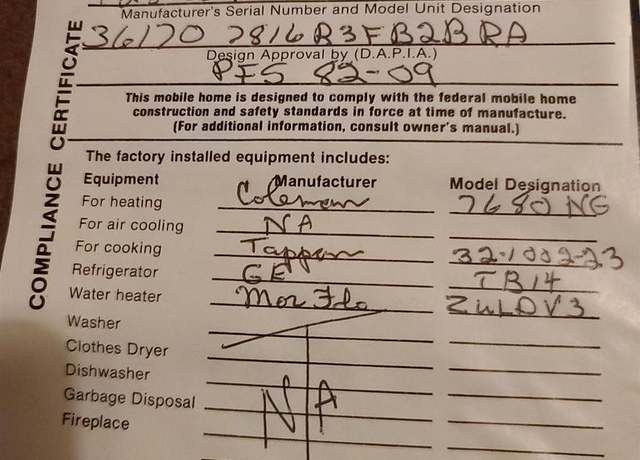 Manufacturer's Serial Number and Model Unit Designation
36170 7816R3FB2BRA
Design Approval by (D.A.P.I.A.)
PFS 82-09
This mobile home is designed to comply with the federal mobile home
construction and safety standards in force at time of manufacture.
(For additional information, consult owner's manual.)
COMPLIANCE CERTIFICATE
The factory installed equipment includes:
Equipment Manufacturer Model Designation
For heating Coleman 7680 NG
For air cooling NA
For cooking Tappan 32-1002-23
Refrigerator GE TB14
Water heater Mor Flo
Washer
Clothes Dryer
Dishwasher
Garbage Disposal NA
Fireplace